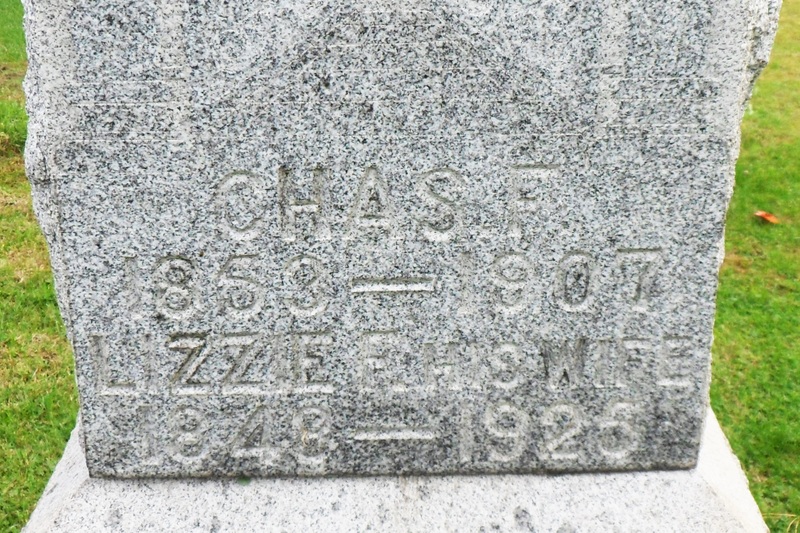 CHAS. F.
1853 — 1907
LIZZIE F. HIS WIFE
1848 — 1925